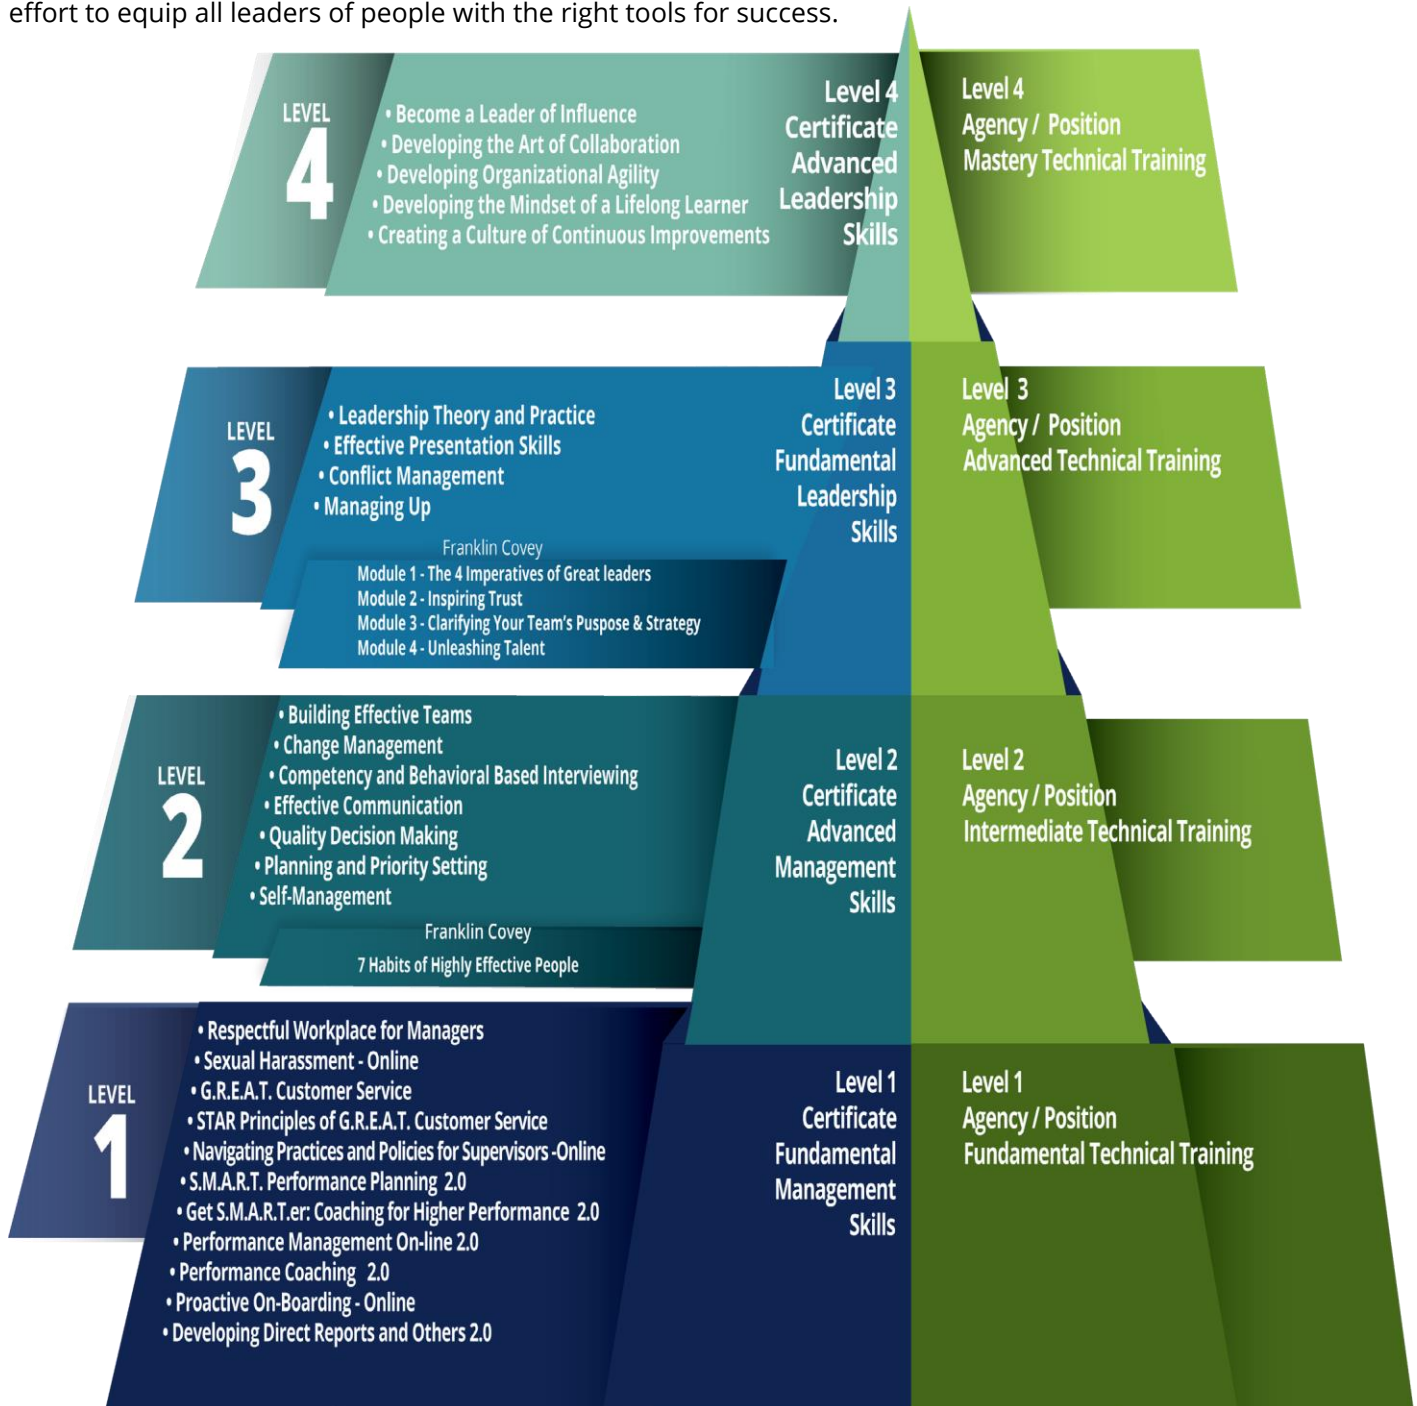 effort to equip all leaders of people with the right tools for success.
LEVEL
4
• Become a Leader of Influence
• Developing the Art of Collaboration
• Developing Organizational Agility
• Developing the Mindset of a Lifelong Learner
• Creating a Culture of Continuous Improvements
Level 4
Certificate
Advanced
Leadership
Skills
Level 4
Agency / Position
Mastery Technical Training
LEVEL
3
• Leadership Theory and Practice
• Effective Presentation Skills
• Conflict Management
• Managing Up
Franklin Covey
Module 1 - The 4 Imperatives of Great leaders
Module 2 - Inspiring Trust
Module 3 - Clarifying Your Team's Puspose & Strategy
Module 4 - Unleashing Talent
Level 3
Certificate
Fundamental
Leadership
Skills
Level 3
Agency / Position
Advanced Technical Training
LEVEL
2
• Building Effective Teams
• Change Management
• Competency and Behavioral Based Interviewing
• Effective Communication
• Quality Decision Making
• Planning and Priority Setting
• Self-Management
Franklin Covey
7 Habits of Highly Effective People
Level 2
Certificate
Advanced
Management
Skills
Level 2
Agency / Position
Intermediate Technical Training
LEVEL
1
• Respectful Workplace for Managers
• Sexual Harassment - Online
• G.R.E.A.T. Customer Service
• STAR Principles of G.R.E.A.T. Customer Service
• Navigating Practices and Policies for Supervisors -Online
• S.M.A.R.T. Performance Planning 2.0
• Get S.M.A.R.T.er: Coaching for Higher Performance 2.0
• Performance Management On-line 2.0
• Performance Coaching 2.0
• Proactive On-Boarding - Online
• Developing Direct Reports and Others 2.0
Level 1
Certificate
Fundamental
Management
Skills
Level 1
Agency / Position
Fundamental Technical Training